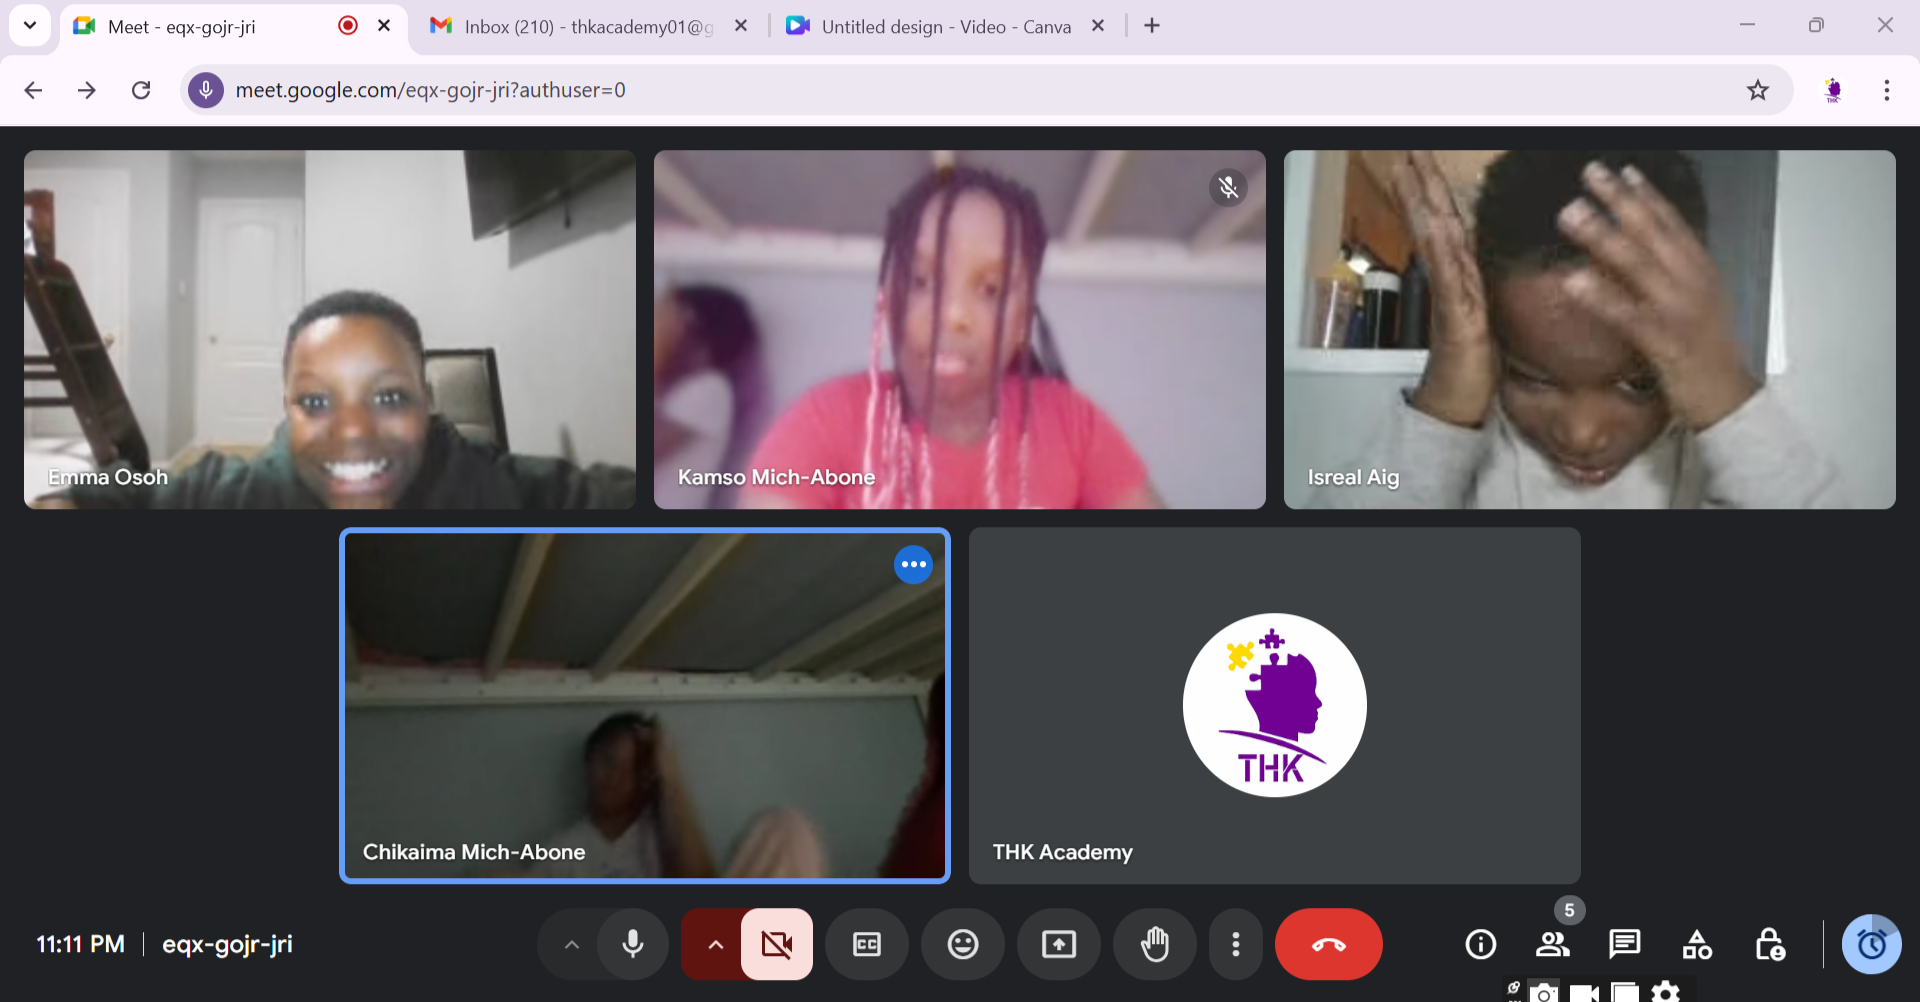 Meet - eqx-gojr-jri
Inbox (210) - thkacademy01@g
Untitled design - Video - Canva
meet.google.com/eqx-gojr-jri?authuser=0
THK
Emma Osoh
Kamso Mich-Abone
Isreal Aig
Chikaima Mich-Abone
THK
THK Academy
11:11 PM
eqx-gojr-jri
CC
5